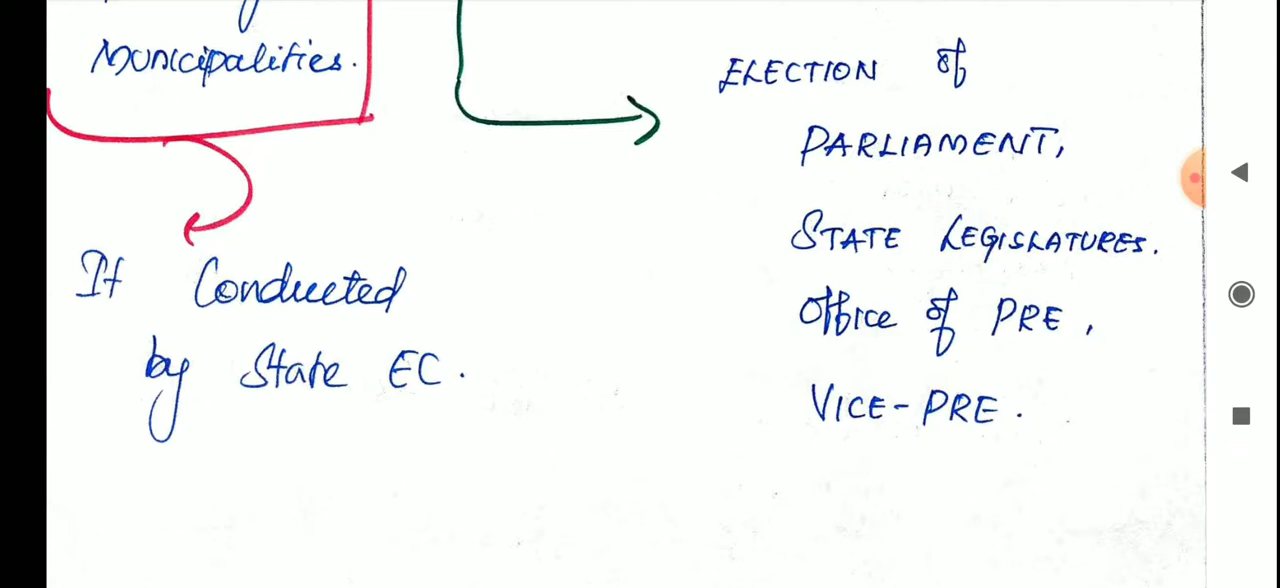 Municipalities.
If Conducted
by State EC.
ELECTION of
PARLIAMENT,
STATE LEGISLATURES.
Office of PRE,
VICE-PRE.